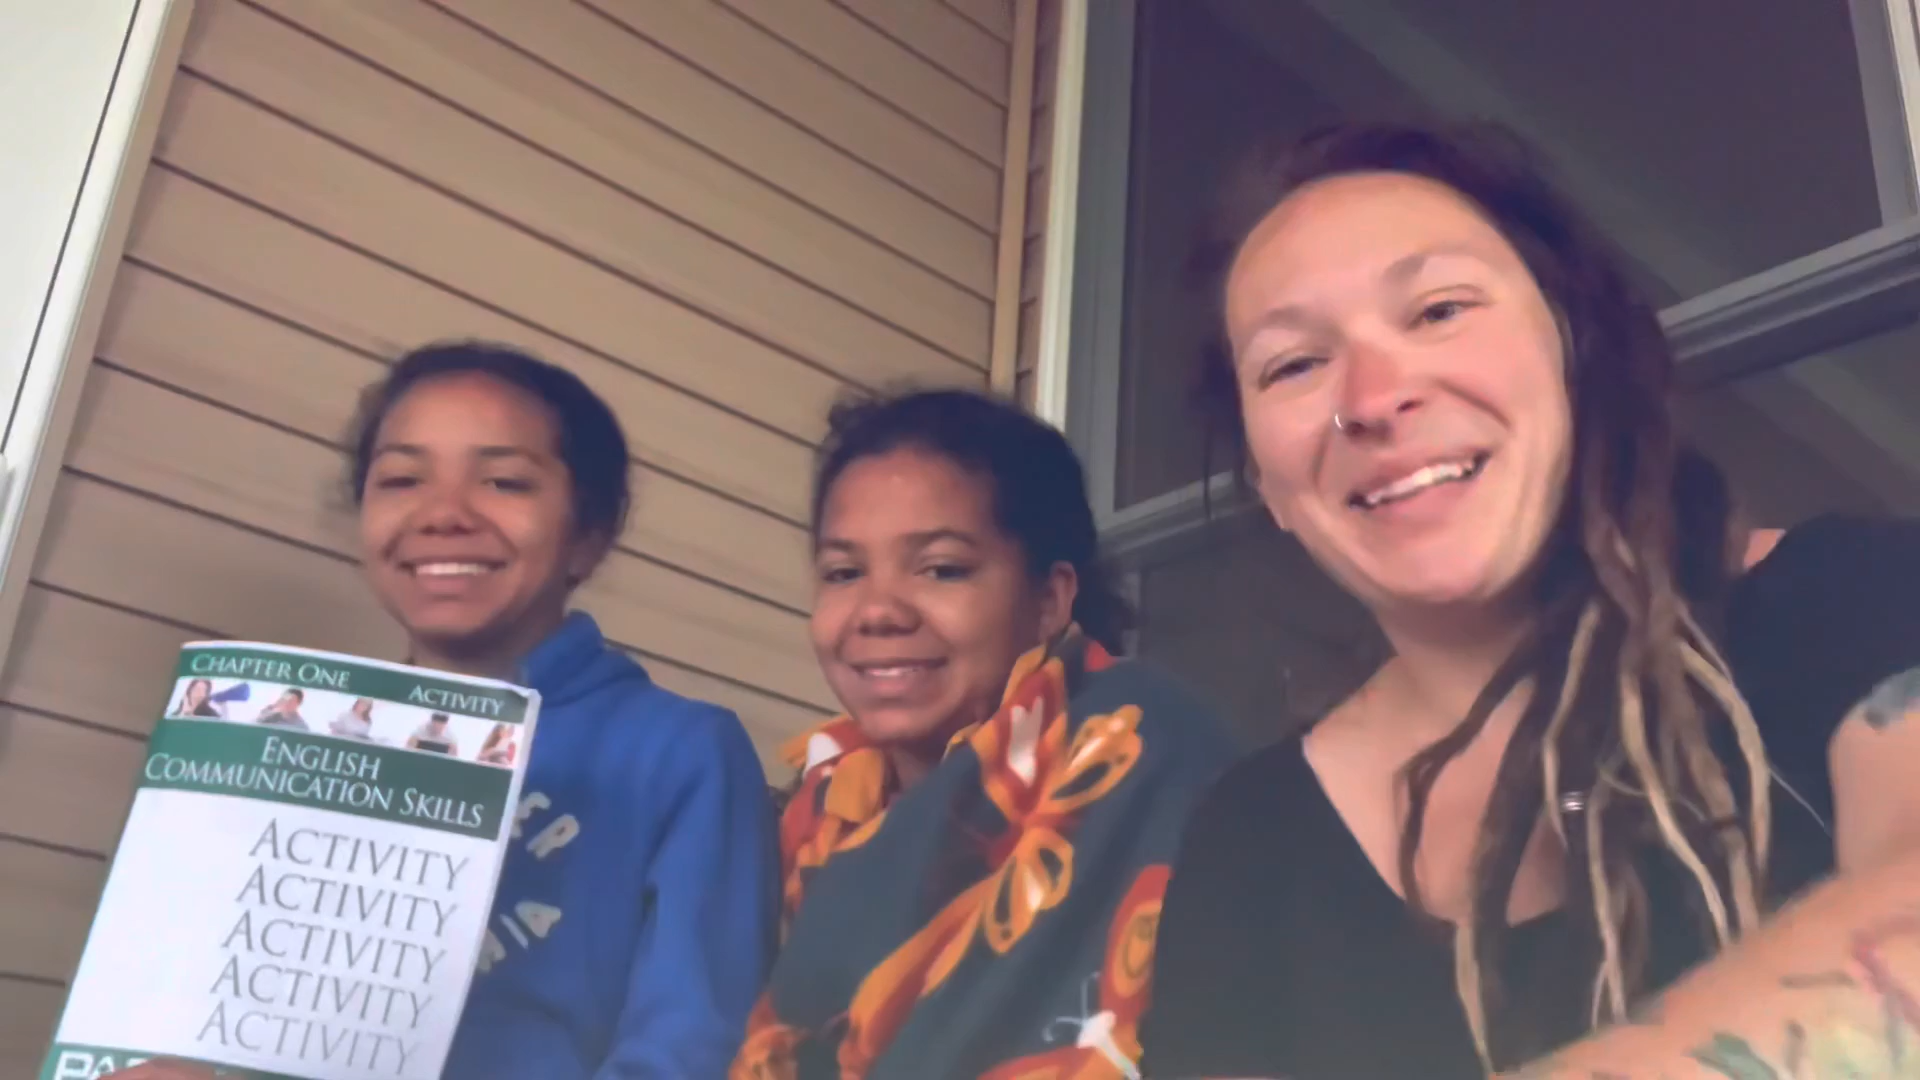 CHAPTER ONE ACTIVITY
ENGLISH
COMMUNICATION SKILLS
ACTIVITY
ACTIVITY
ACTIVITY
ACTIVITY
ACTIVITY